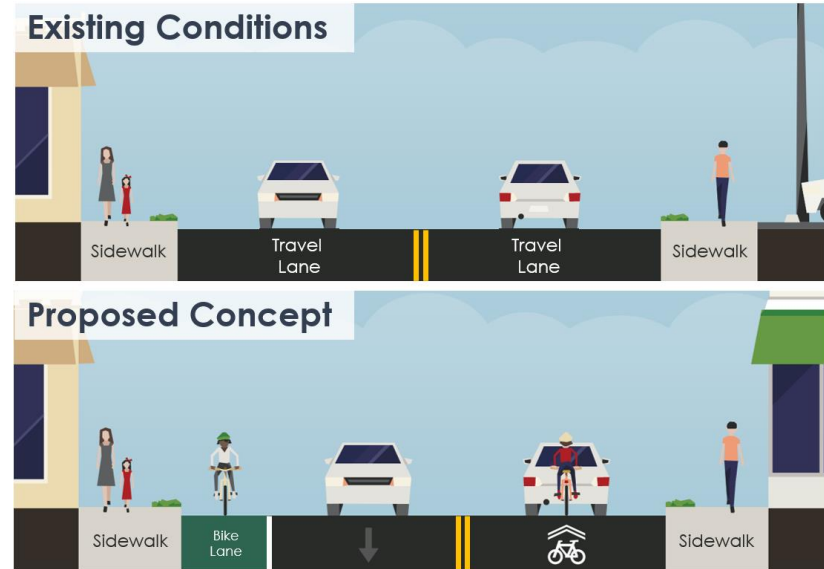 Existing Conditions
Sidewalk
Travel
Lane
Travel
Lane
Sidewalk
Proposed Concept
Sidewalk
Bike
Lane
Sidewalk